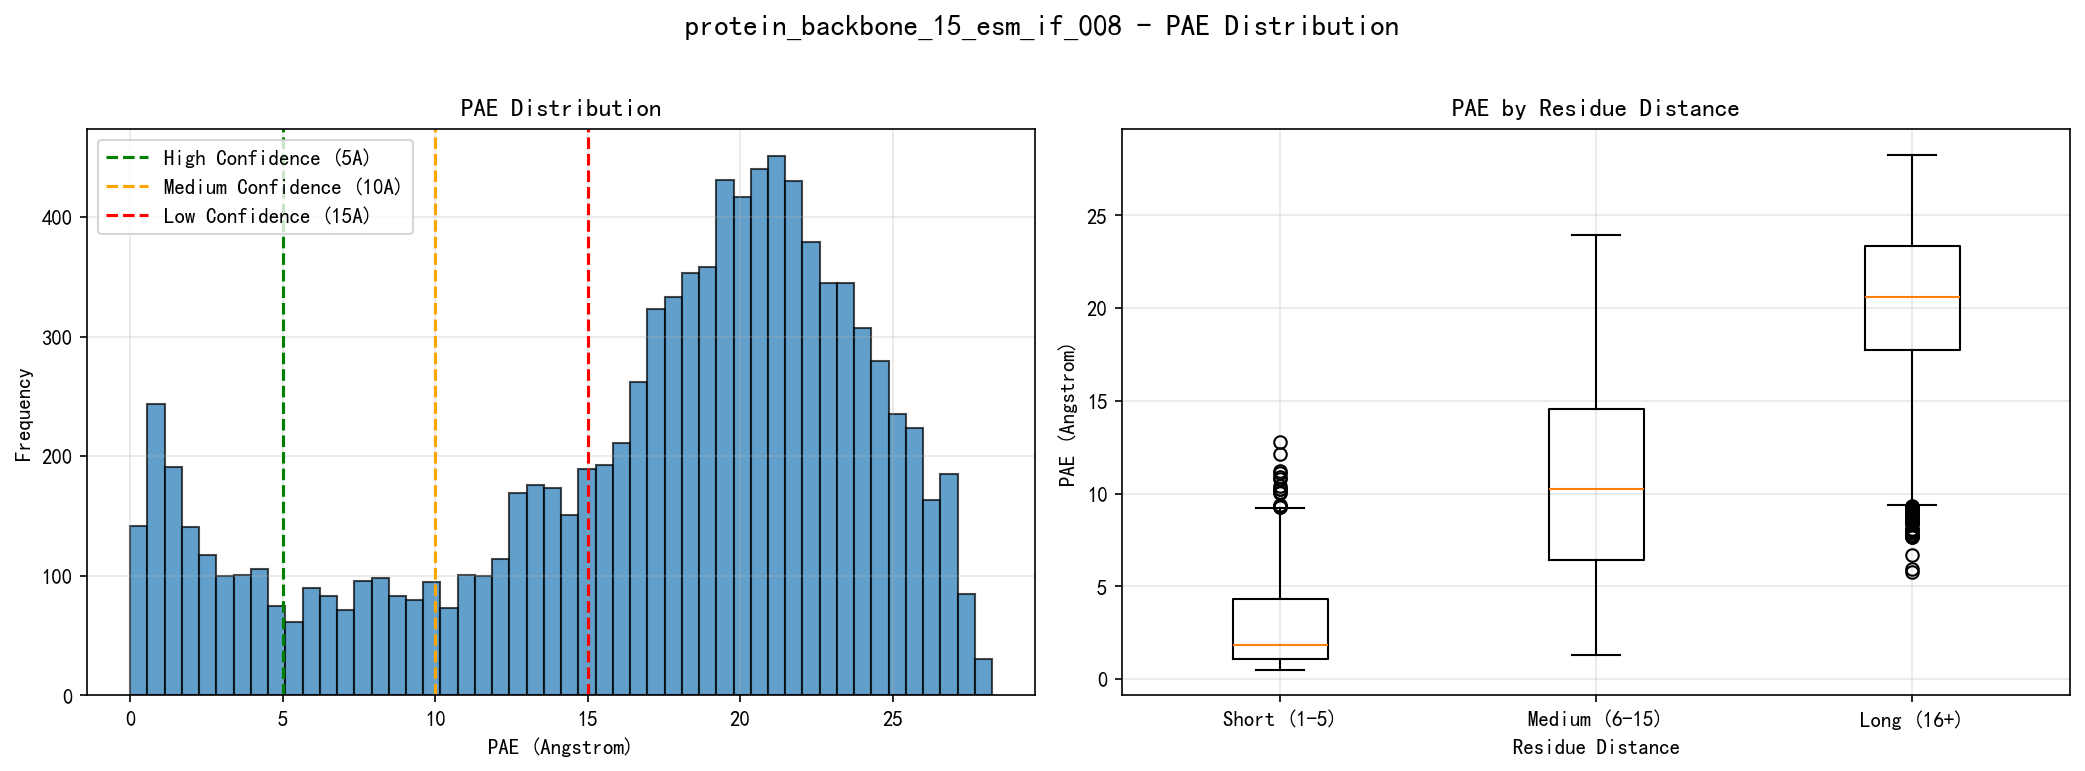 protein_backbone_15_esm_if_008 - PAE Distribution
PAE Distribution
High Confidence (5A)
Medium Confidence (10A)
Low Confidence (15A)
400
300
200
100
0
Frequency
0 5 10 15 20 25
PAE (Angstrom)
PAE by Residue Distance
25
20
15
10
5
0
PAE (Angstrom)
Short (1-5) Medium (6-15) Long (16+)
Residue Distance